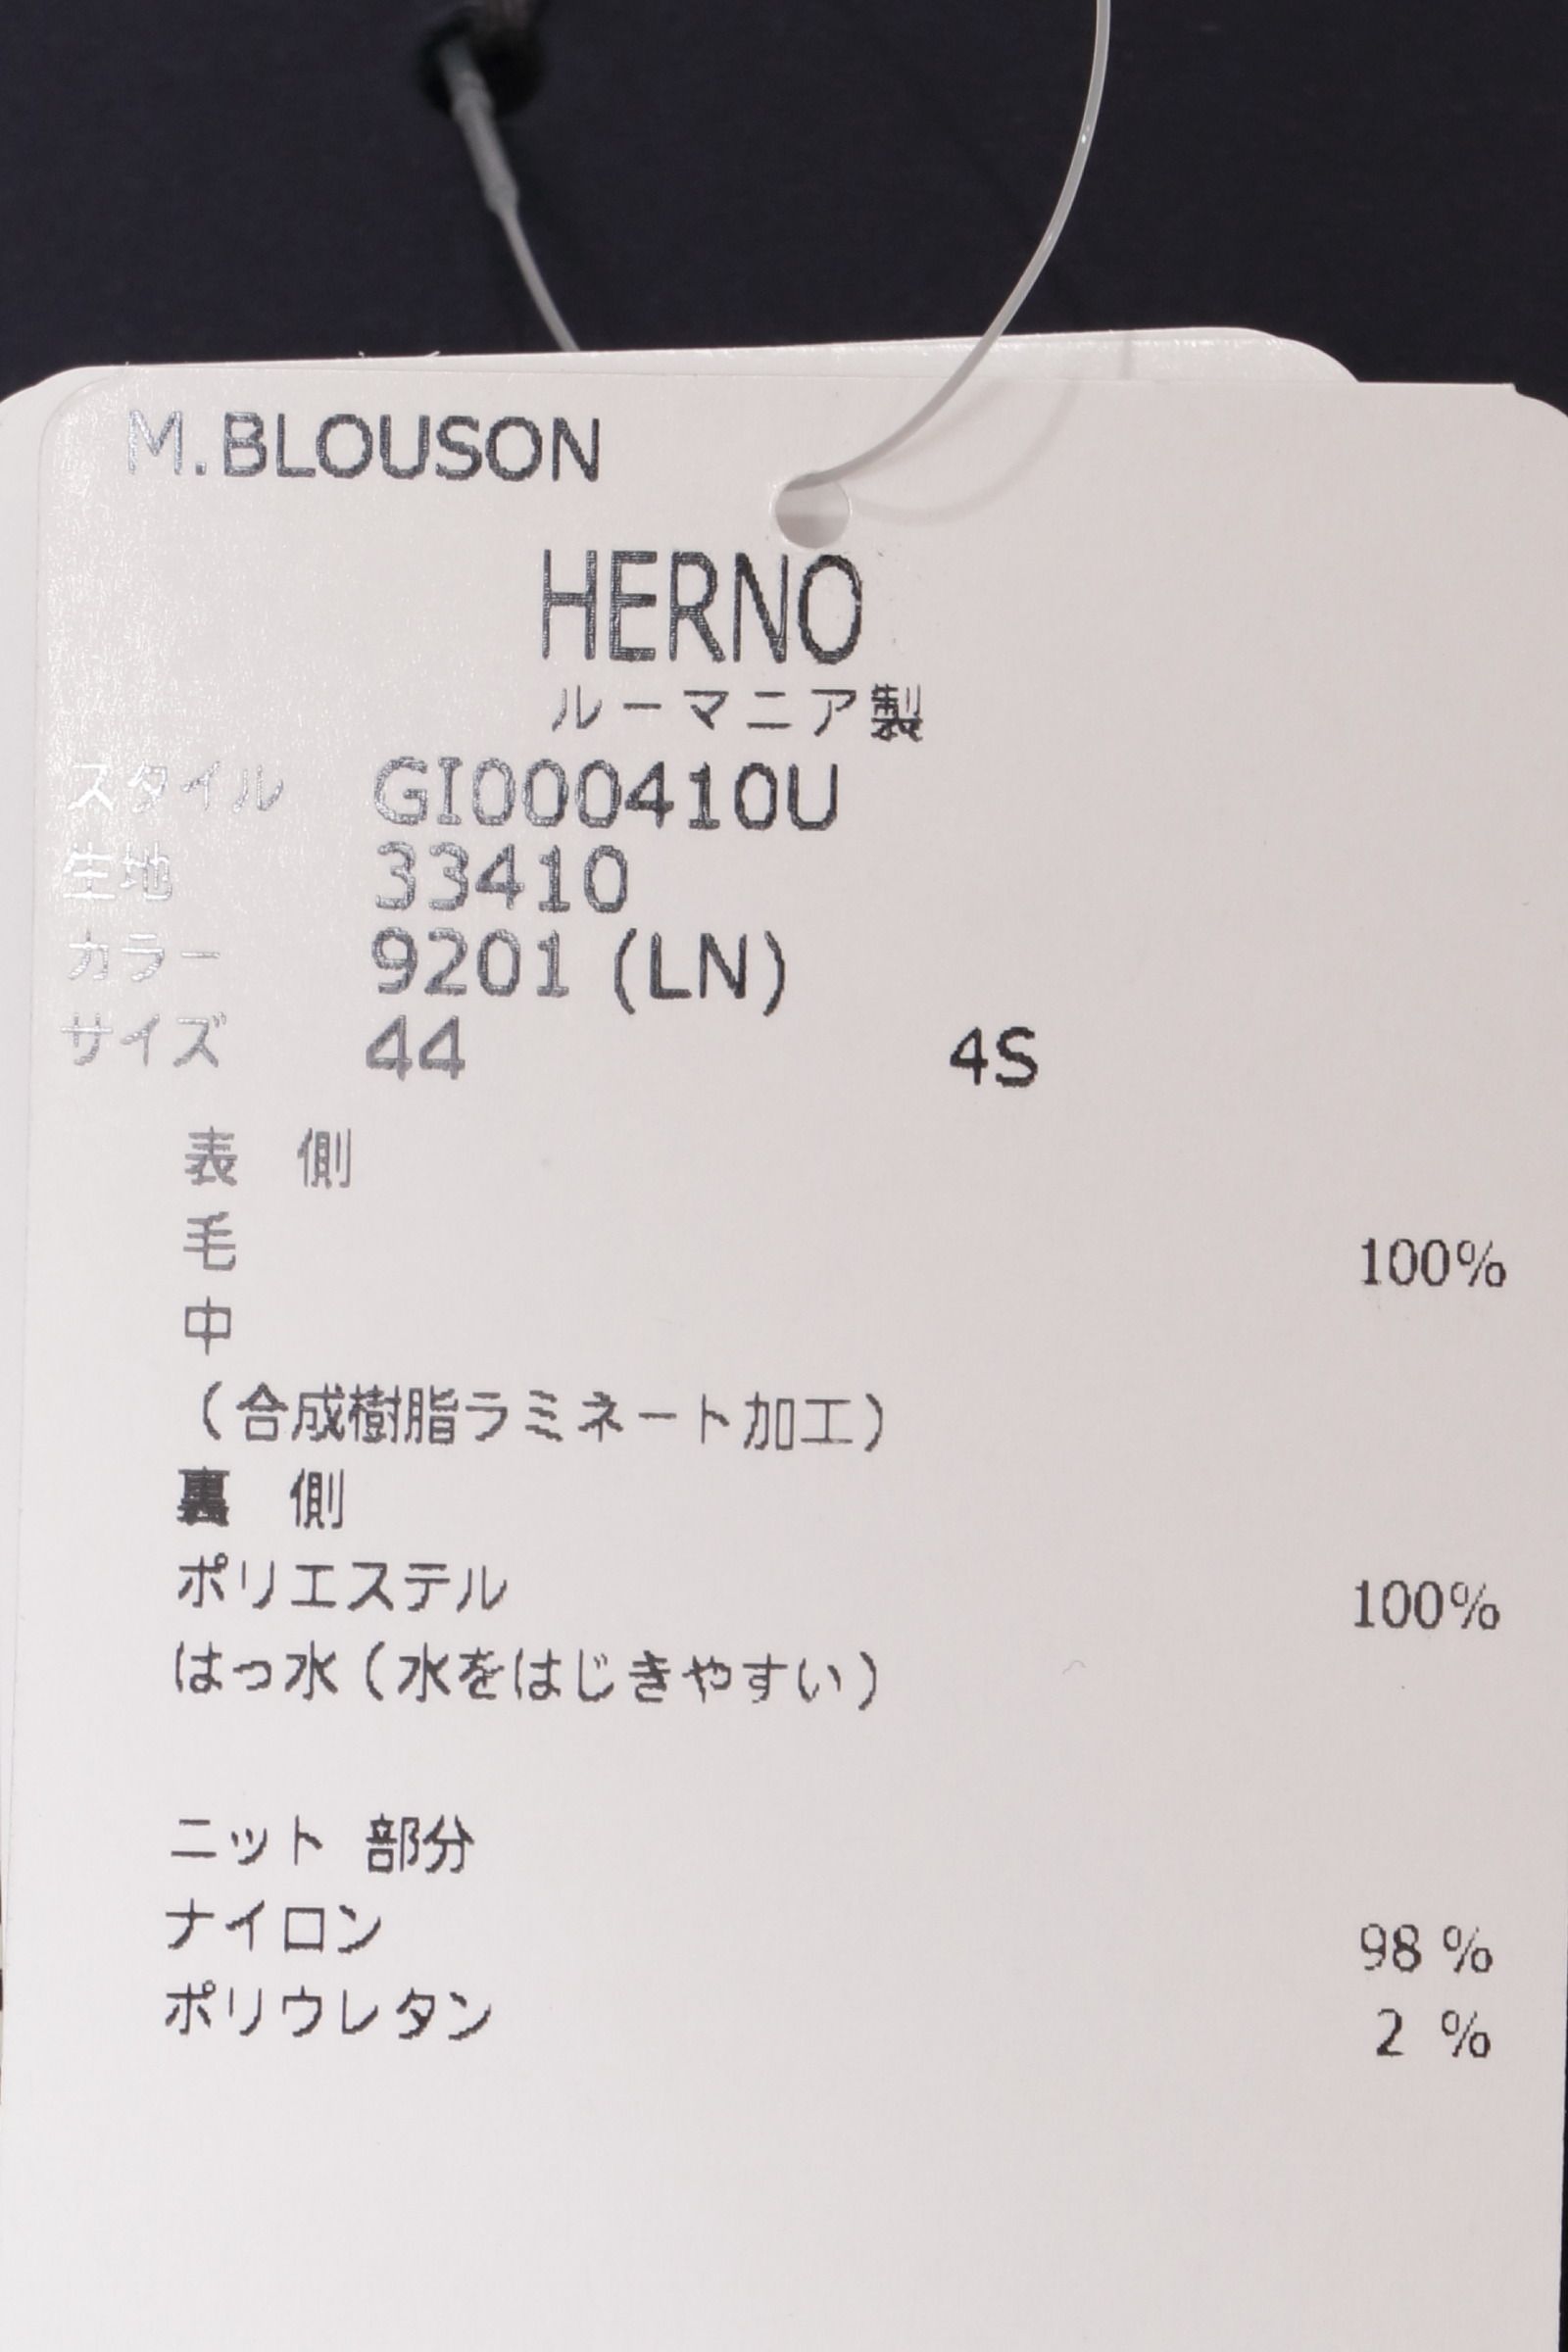 M.BLOUSON
HERNO
ルーマニア製
スタイル GI000410U
生地 33410
カラー 9201 (LN)
サイズ 44 4S
表 側
毛 100%
中
(合成樹脂ラミネート加工)
裏 側
ポリエステル 100%
はっ水(水をはじきやすい)
ニット 部分
ナイロン 98 %
ポリウレタン 2 %